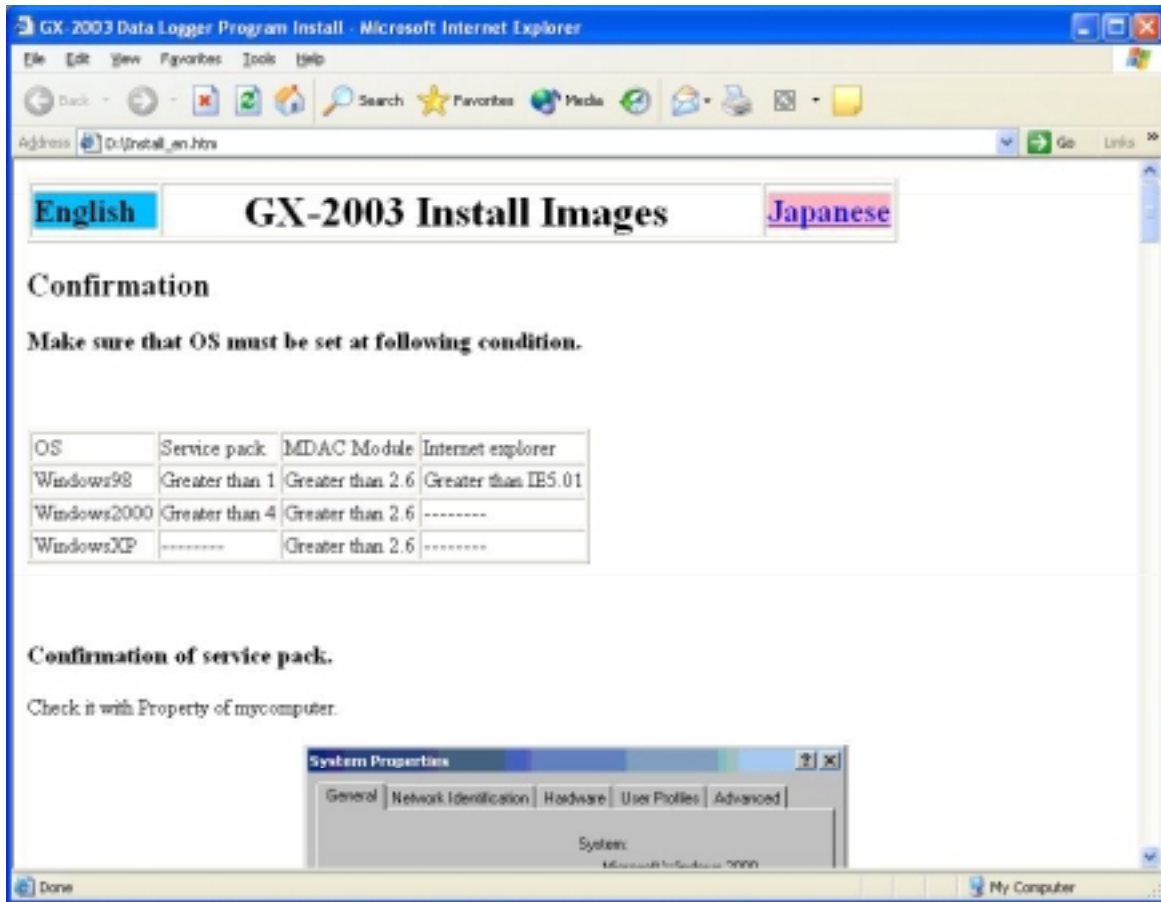 GX-2003 Data Logger Program Install - Microsoft Internet Explorer
File Edit View Favorites Tools Help
Back Search Favorites Media
Address D:\Install_en.htm Go Links »
English GX-2003 Install Images Japanese
Confirmation
Make sure that OS must be set at following condition.
OS Service pack MDAC Module Internet explorer
Windows98 Greater than 1 Greater than 2.6 Greater than IE5.01
Windows2000 Greater than 4 Greater than 2.6 --------
WindowsXP -------- Greater than 2.6 --------
Confirmation of service pack.
Check it with Property of mycomputer.
System Properties
General Network Identification Hardware User Profiles Advanced
System:
Microsoft Windows 2000
Done My Computer